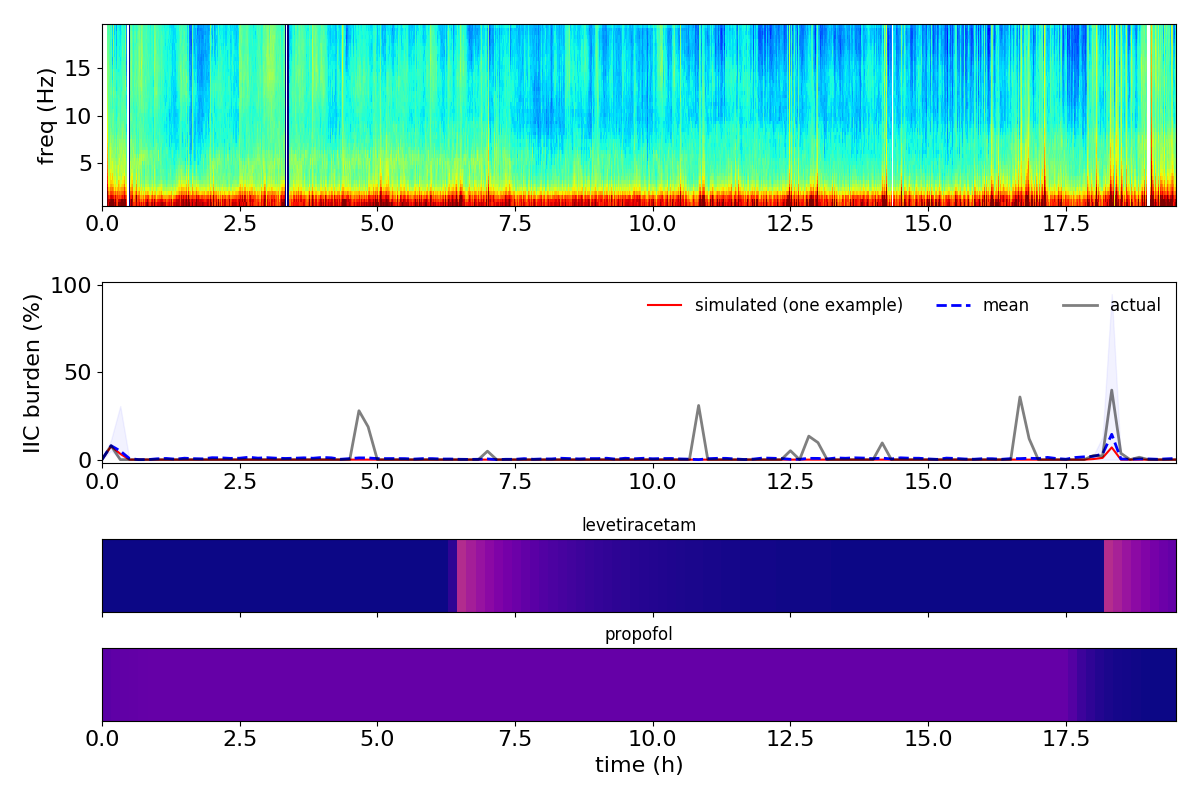 freq (Hz)
15
10
5
0.0 2.5 5.0 7.5 10.0 12.5 15.0 17.5
IIC burden (%)
100
50
0
simulated (one example) mean actual
0.0 2.5 5.0 7.5 10.0 12.5 15.0 17.5
levetiracetam
propofol
0.0 2.5 5.0 7.5 10.0 12.5 15.0 17.5
time (h)